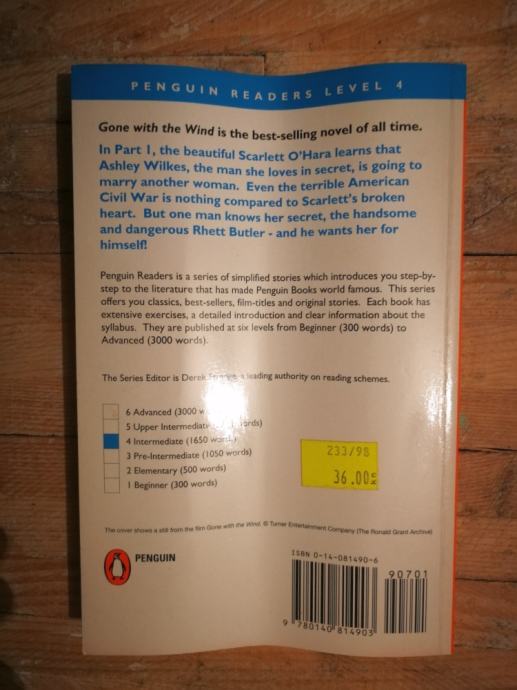 PENGUIN READERS LEVEL 4
Gone with the Wind is the best-selling novel of all time.
In Part 1, the beautiful Scarlett O'Hara learns that
Ashley Wilkes, the man she loves in secret, is going to
marry another woman. Even the terrible American
Civil War is nothing compared to Scarlett's broken
heart. But one man knows her secret, the handsome
and dangerous Rhett Butler - and he wants her for
himself!
Penguin Readers is a series of simplified stories which introduces you step-by-
step to the literature that has made Penguin Books world famous. This series
offers you classics, best-sellers, film-titles and original stories. Each book has
extensive exercises, a detailed introduction and clear information about the
syllabus. They are published at six levels from Beginner (300 words) to
Advanced (3000 words).
The Series Editor is Derek leading authority on reading schemes.
6 Advanced (3000
5 Upper Intermediate words)
4 Intermediate (1650 words)
3 Pre-Intermediate (1050 words)
2 Elementary (500 words)
1 Beginner (300 words)
233/98
36.00
The cover shows a still from the film Gone with the Wind. © Turner Entertainment Company (The Ronald Grant Archive)
PENGUIN
ISBN 0-14-081490-6
90701
9 780140 814903